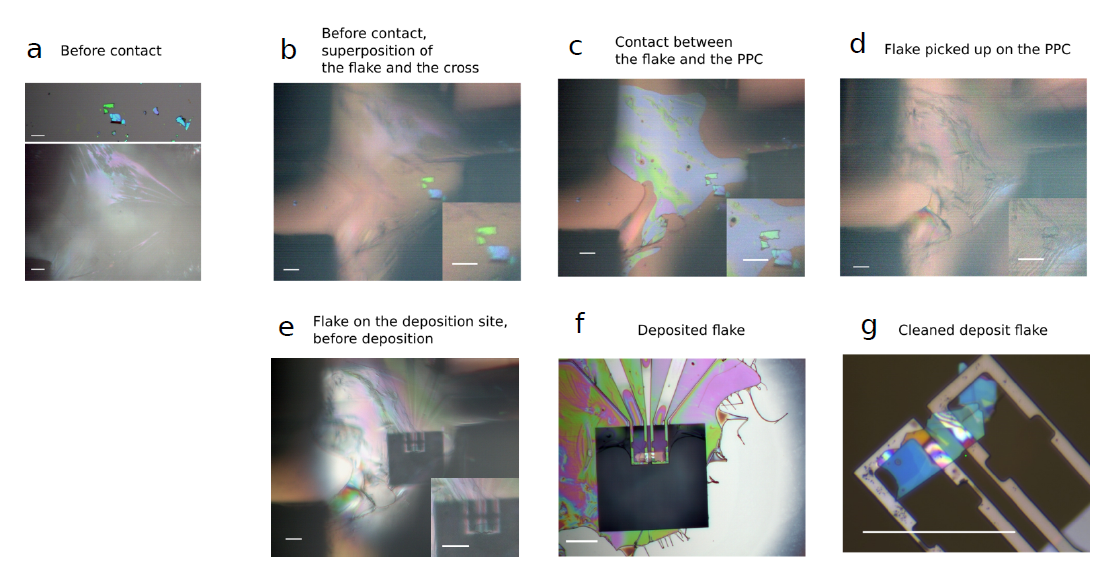 a Before contact
b Before contact,
superposition of
the flake and the cross
c Contact between
the flake and the PPC
d Flake picked up on the PPC
e Flake on the deposition site,
before deposition
f Deposited flake
g Cleaned deposit flake